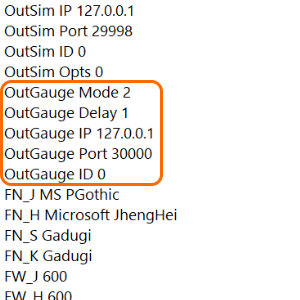 OutSim IP 127.0.0.1
OutSim Port 29998
OutSim ID 0
OutSim Opts 0
OutGauge Mode 2
OutGauge Delay 1
OutGauge IP 127.0.0.1
OutGauge Port 30000
OutGauge ID 0
FN_J MS PGothic
FN_H Microsoft JhengHei
FN_S Gadugi
FN_K Gadugi
FW_J 600
FW_H 600